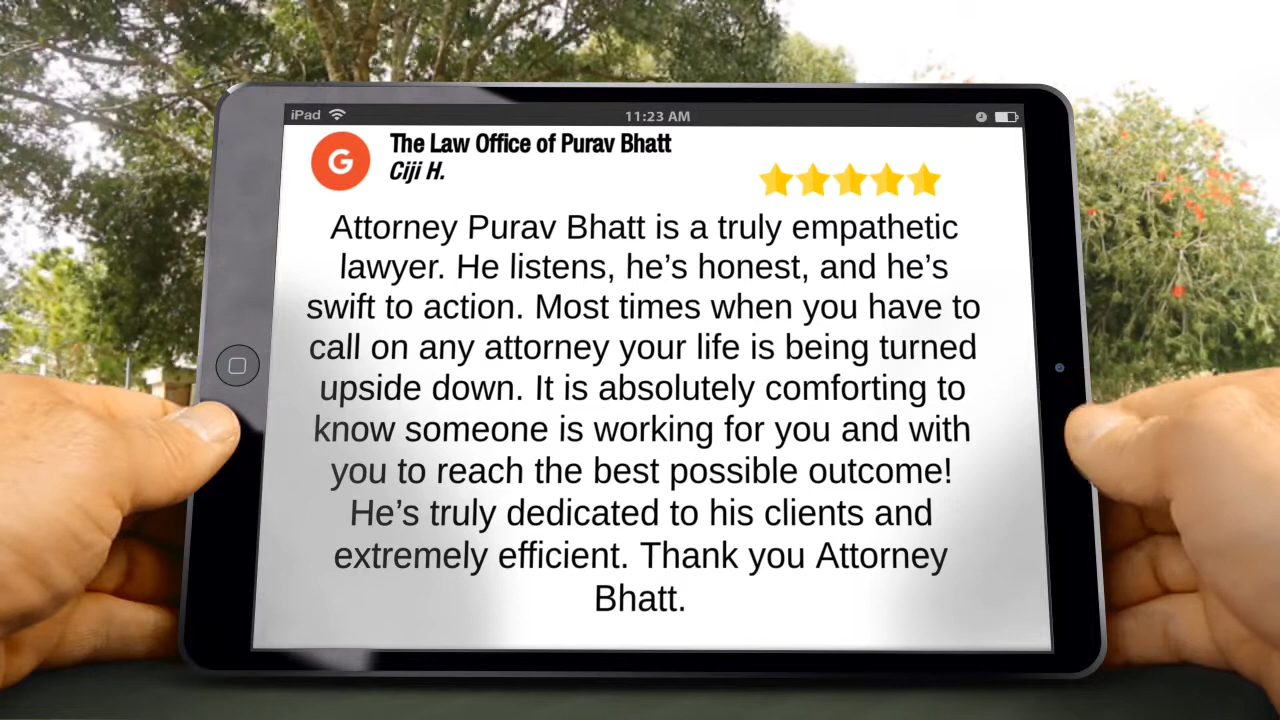 iPad 11:23 AM
G
The Law Office of Purav Bhatt
Ciji H.
Attorney Purav Bhatt is a truly empathetic
lawyer. He listens, he’s honest, and he’s
swift to action. Most times when you have to
call on any attorney your life is being turned
upside down. It is absolutely comforting to
know someone is working for you and with
you to reach the best possible outcome!
He’s truly dedicated to his clients and
extremely efficient. Thank you Attorney
Bhatt.